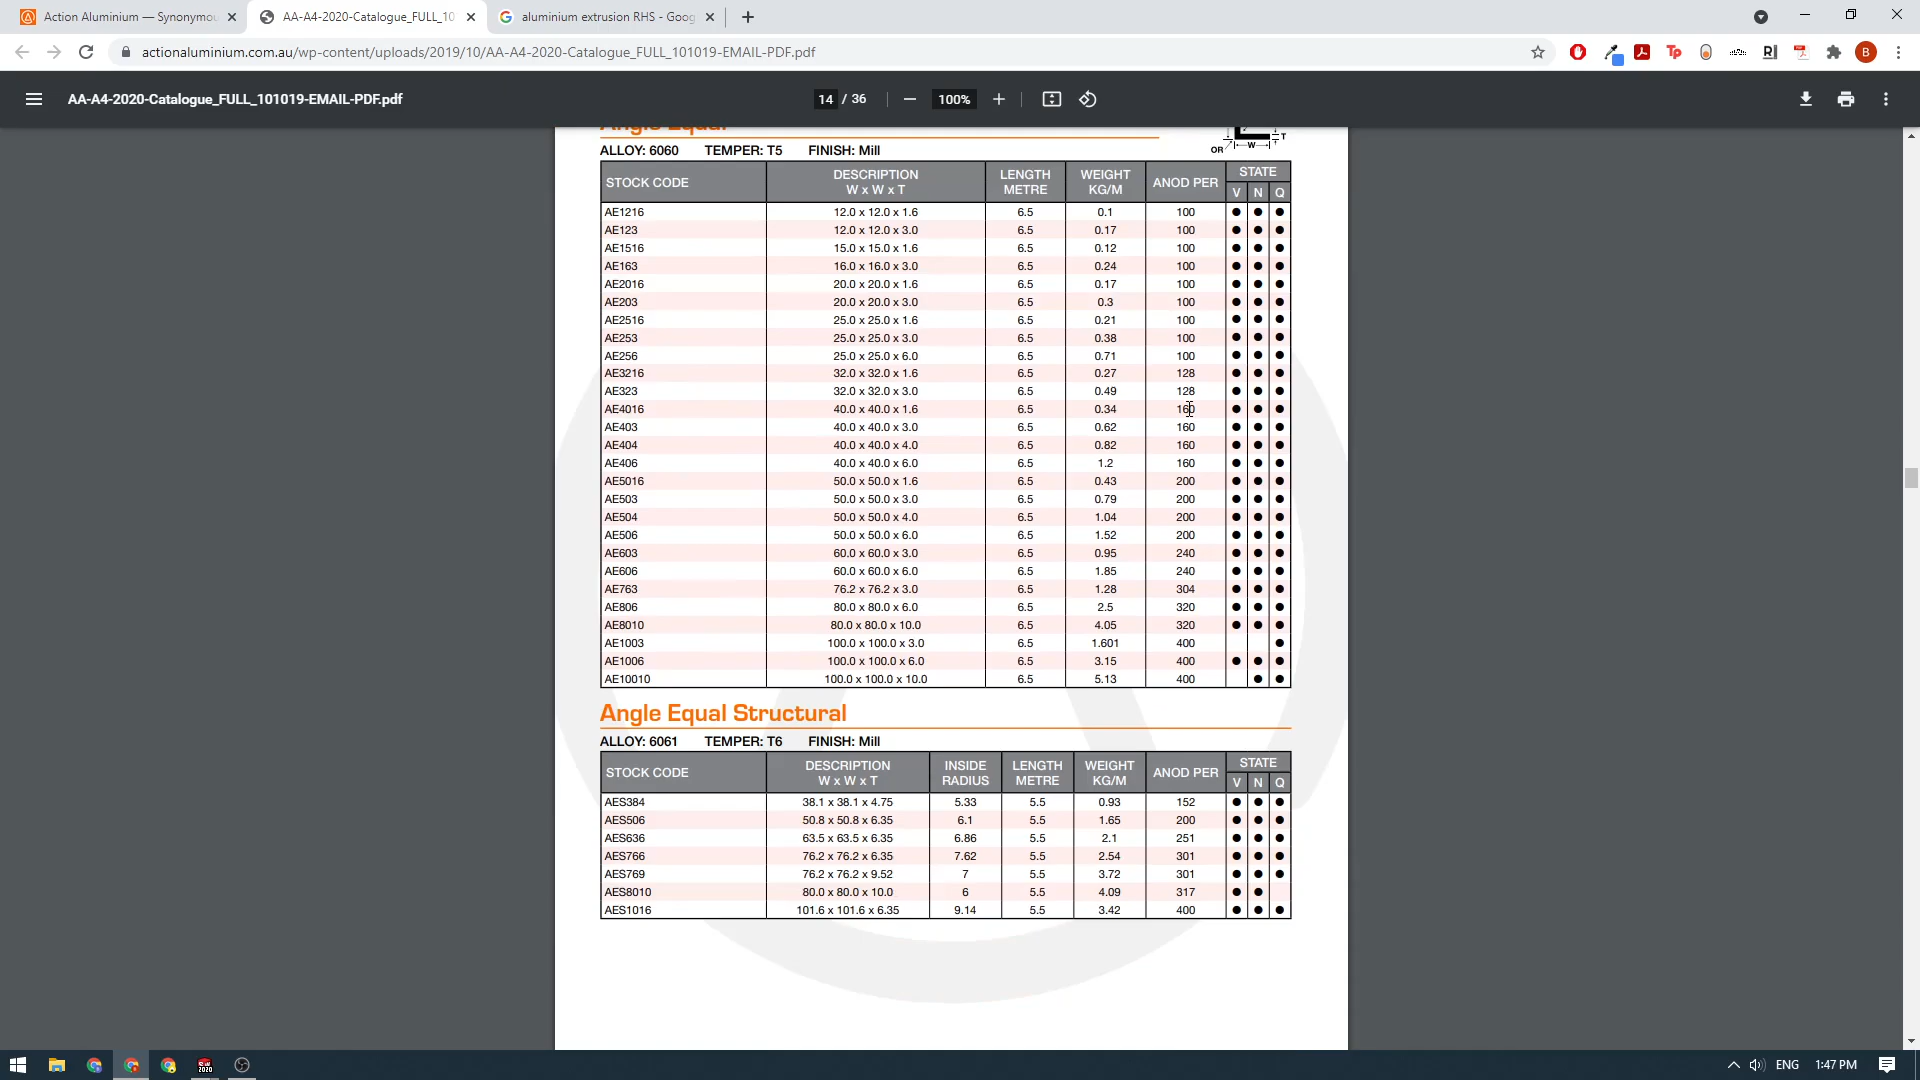 Action Aluminium — Synonymou
AA-A4-2020-Catalogue_FULL_10
aluminium extrusion RHS - Goog
actionaluminium.com.au/wp-content/uploads/2019/10/AA-A4-2020-Catalogue_FULL_101019-EMAIL-PDF.pdf
AA-A4-2020-Catalogue_FULL_101019-EMAIL-PDF.pdf
14 / 36
100%
Angle Equal
T
OR W
ALLOY: 6060 TEMPER: T5 FINISH: Mill
STOCK CODE DESCRIPTION W x W x T LENGTH METRE WEIGHT KG/M ANOD PER STATE V N Q
AE1216 12.0 x 12.0 x 1.6 6.5 0.1 100 ● ● ●
AE123 12.0 x 12.0 x 3.0 6.5 0.17 100 ● ● ●
AE1516 15.0 x 15.0 x 1.6 6.5 0.12 100 ● ● ●
AE163 16.0 x 16.0 x 3.0 6.5 0.24 100 ● ● ●
AE2016 20.0 x 20.0 x 1.6 6.5 0.17 100 ● ● ●
AE203 20.0 x 20.0 x 3.0 6.5 0.3 100 ● ● ●
AE2516 25.0 x 25.0 x 1.6 6.5 0.21 100 ● ● ●
AE253 25.0 x 25.0 x 3.0 6.5 0.38 100 ● ● ●
AE256 25.0 x 25.0 x 6.0 6.5 0.71 100 ● ● ●
AE3216 32.0 x 32.0 x 1.6 6.5 0.27 128 ● ● ●
AE323 32.0 x 32.0 x 3.0 6.5 0.49 128 ● ● ●
AE4016 40.0 x 40.0 x 1.6 6.5 0.34 160 ● ● ●
AE403 40.0 x 40.0 x 3.0 6.5 0.62 160 ● ● ●
AE404 40.0 x 40.0 x 4.0 6.5 0.82 160 ● ● ●
AE406 40.0 x 40.0 x 6.0 6.5 1.2 160 ● ● ●
AE5016 50.0 x 50.0 x 1.6 6.5 0.43 200 ● ● ●
AE503 50.0 x 50.0 x 3.0 6.5 0.79 200 ● ● ●
AE504 50.0 x 50.0 x 4.0 6.5 1.04 200 ● ● ●
AE506 50.0 x 50.0 x 6.0 6.5 1.52 200 ● ● ●
AE603 60.0 x 60.0 x 3.0 6.5 0.95 240 ● ● ●
AE606 60.0 x 60.0 x 6.0 6.5 1.85 240 ● ● ●
AE763 76.2 x 76.2 x 3.0 6.5 1.28 304 ● ● ●
AE806 80.0 x 80.0 x 6.0 6.5 2.5 320 ● ● ●
AE8010 80.0 x 80.0 x 10.0 6.5 4.05 320 ● ● ●
AE1003 100.0 x 100.0 x 3.0 6.5 1.601 400 ●
AE1006 100.0 x 100.0 x 6.0 6.5 3.15 400 ● ● ●
AE10010 100.0 x 100.0 x 10.0 6.5 5.13 400 ● ●
Angle Equal Structural
ALLOY: 6061 TEMPER: T6 FINISH: Mill
STOCK CODE DESCRIPTION W x W x T INSIDE RADIUS LENGTH METRE WEIGHT KG/M ANOD PER STATE V N Q
AES384 38.1 x 38.1 x 4.75 5.33 5.5 0.93 152 ● ● ●
AES506 50.8 x 50.8 x 6.35 6.1 5.5 1.65 200 ● ● ●
AES636 63.5 x 63.5 x 6.35 6.86 5.5 2.1 251 ● ● ●
AES766 76.2 x 76.2 x 6.35 7.62 5.5 2.54 301 ● ● ●
AES769 76.2 x 76.2 x 9.52 7 5.5 3.72 301 ● ● ●
AES8010 80.0 x 80.0 x 10.0 6 5.5 4.09 317 ● ●
AES1016 101.6 x 101.6 x 6.35 9.14 5.5 3.42 400 ● ● ●
ENG 1:47 PM